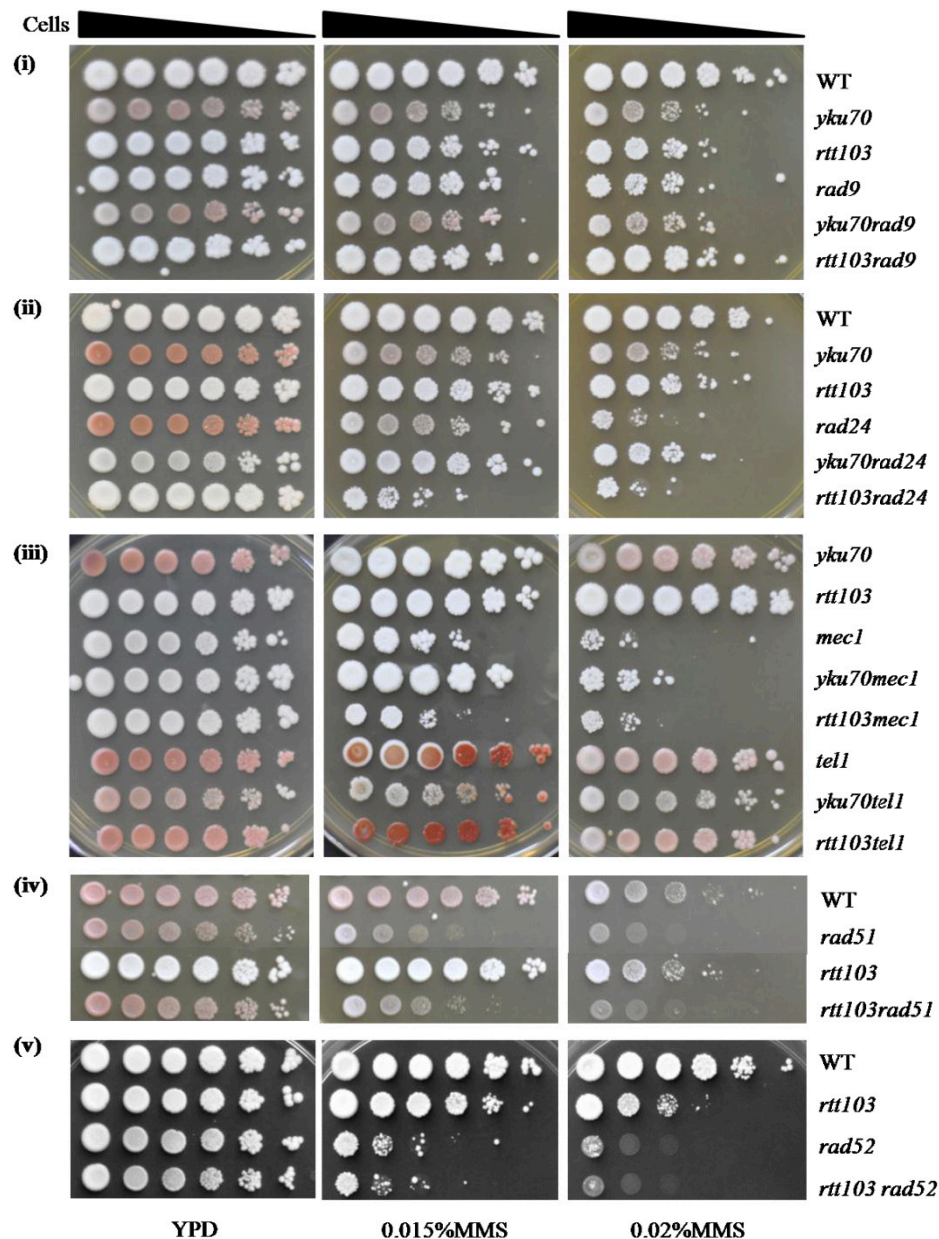 Cells
(i)
WT
yku70
rtt103
rad9
yku70rad9
rtt103rad9
(ii)
WT
yku70
rtt103
rad24
yku70rad24
rtt103rad24
(iii)
yku70
rtt103
mec1
yku70mec1
rtt103mec1
tel1
yku70tel1
rtt103tel1
(iv)
WT
rad51
rtt103
rtt103rad51
(v)
WT
rtt103
rad52
rtt103 rad52
YPD 0.015%MMS 0.02%MMS